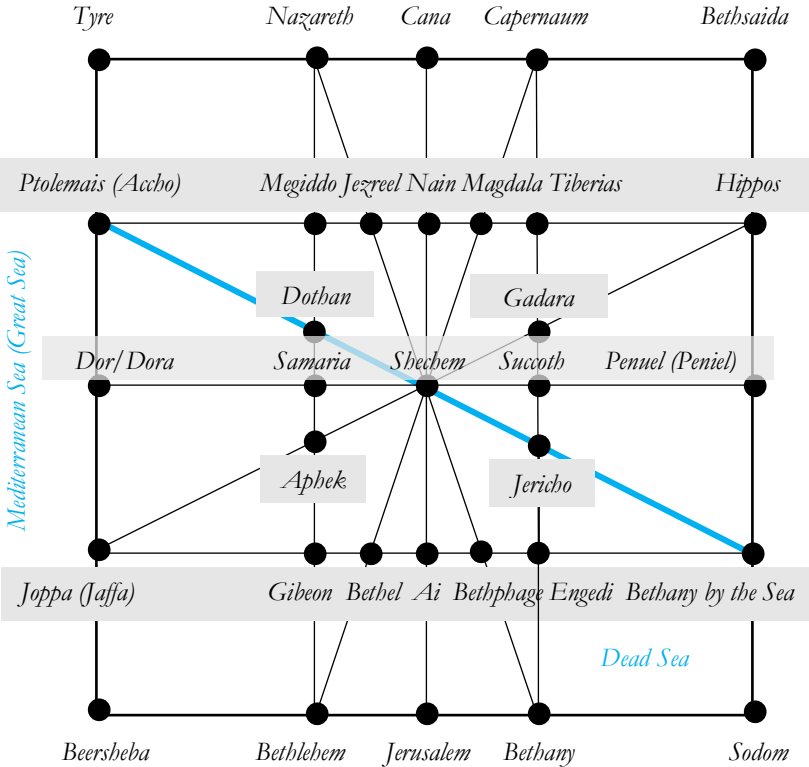 Tyre Nazareth Cana Capernaum Bethsaida
Ptolemais (Accho) Megiddo Jezreel Nain Magdala Tiberias Hippos
Mediterranean Sea (Great Sea)
Dothan Gadara
Dor/Dora Samaria Shechem Succoth Penuel (Peniel)
Aphek Jericho
Joppa (Jaffa) Gibeon Bethel Ai Bethphage Engedi Bethany by the Sea
Dead Sea
Beersheba Bethlehem Jerusalem Bethany Sodom